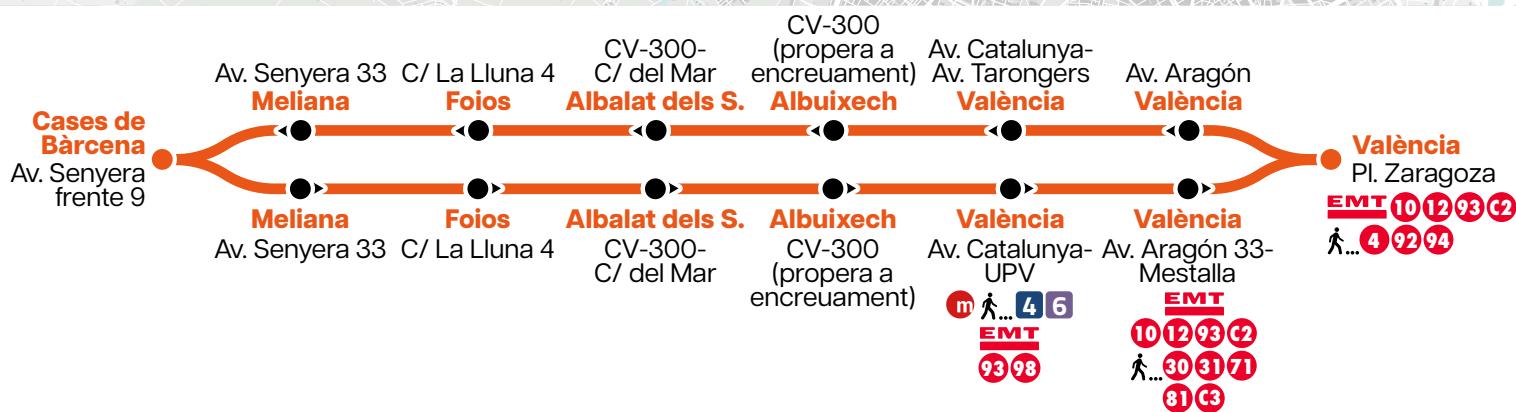 Av. Senyera 33
Meliana
C/ La Lluna 4
Foios
CV-300-
C/ del Mar
Albalat dels S.
CV-300
(propera a
encreuament)
Albuixech
Av. Catalunya-
Av. Tarongers
València
Av. Aragón
València
Cases de
Bàrcena
Av. Senyera
frente 9
València
Pl. Zaragoza
EMT 10 12 93 C2
... 4 92 94
Meliana
Av. Senyera 33
Foios
C/ La Lluna 4
Albalat dels S.
CV-300-
C/ del Mar
Albuixech
CV-300
(propera a
encreuament)
València
Av. Catalunya-
UPV
m ... 4 6
EMT
93 98
València
Av. Aragón 33-
Mestalla
EMT
10 12 93 C2
... 30 31 71
81 C3